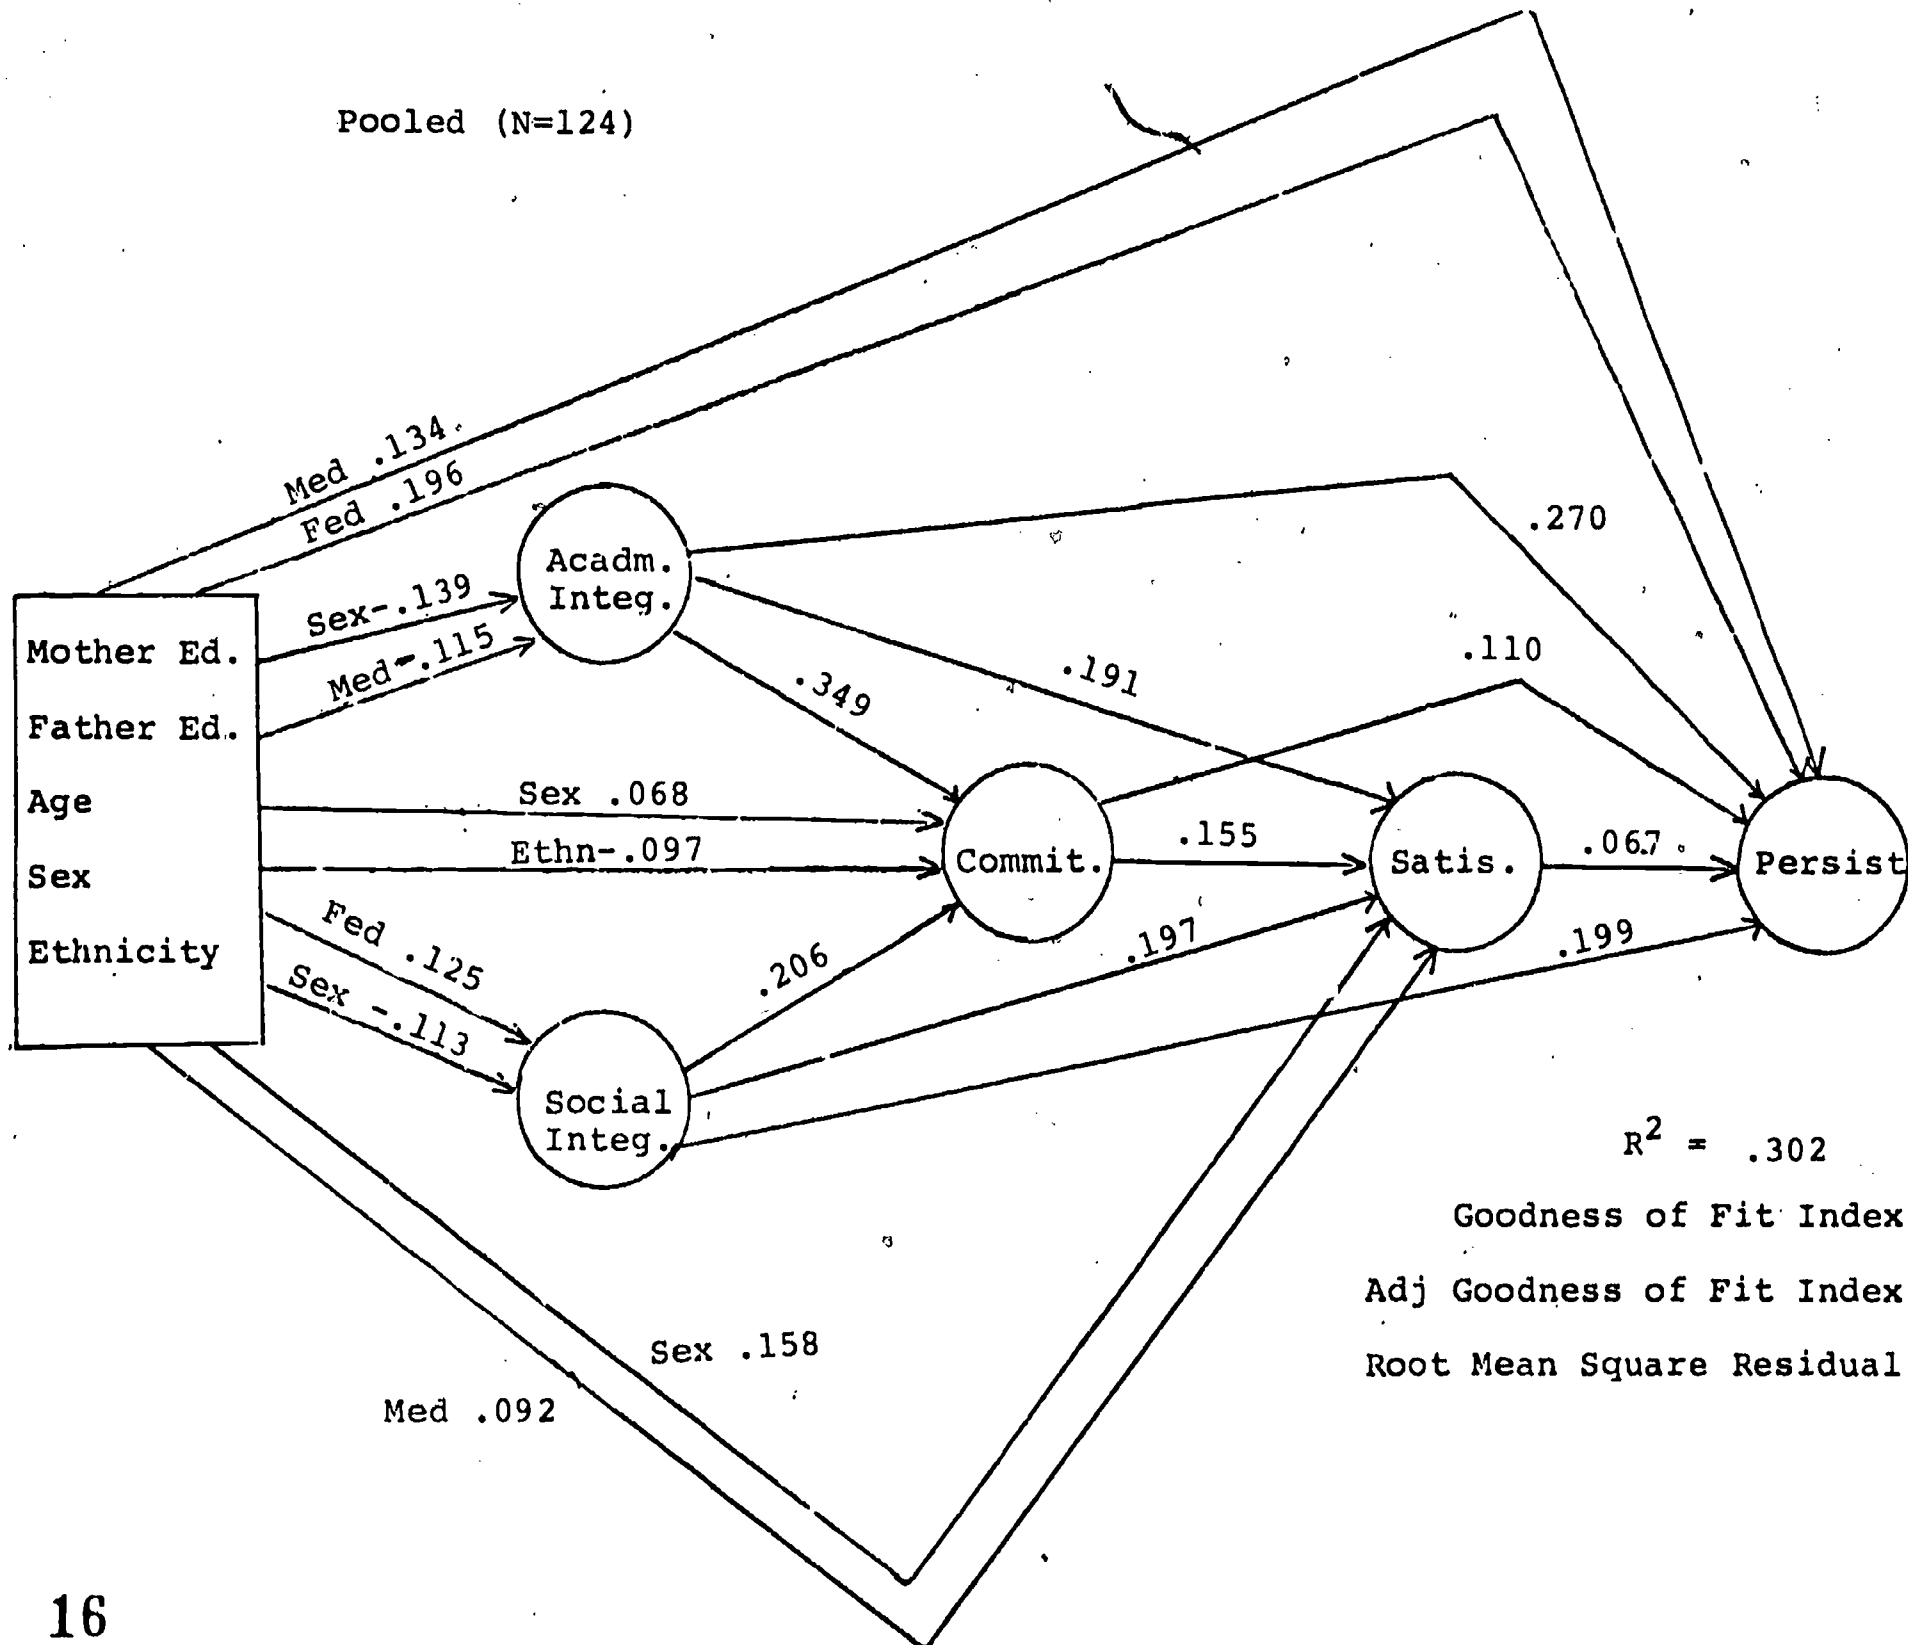 Pooled (N=124)
Med .134
Fed .196
Acadm.
Integ.
.270
Sex-.139
Med-.115
Mother Ed.
Father Ed.
Age
Sex
Ethnicity
.191
.110
.349
Sex .068
Ethn-.097
Commit.
.155
Satis.
.067
Persist
Fed .125
Sex -.113
.206
.197
.199
Social
Integ.
R² = .302
Goodness of Fit Index
Adj Goodness of Fit Index
Root Mean Square Residual
Sex .158
Med .092
16